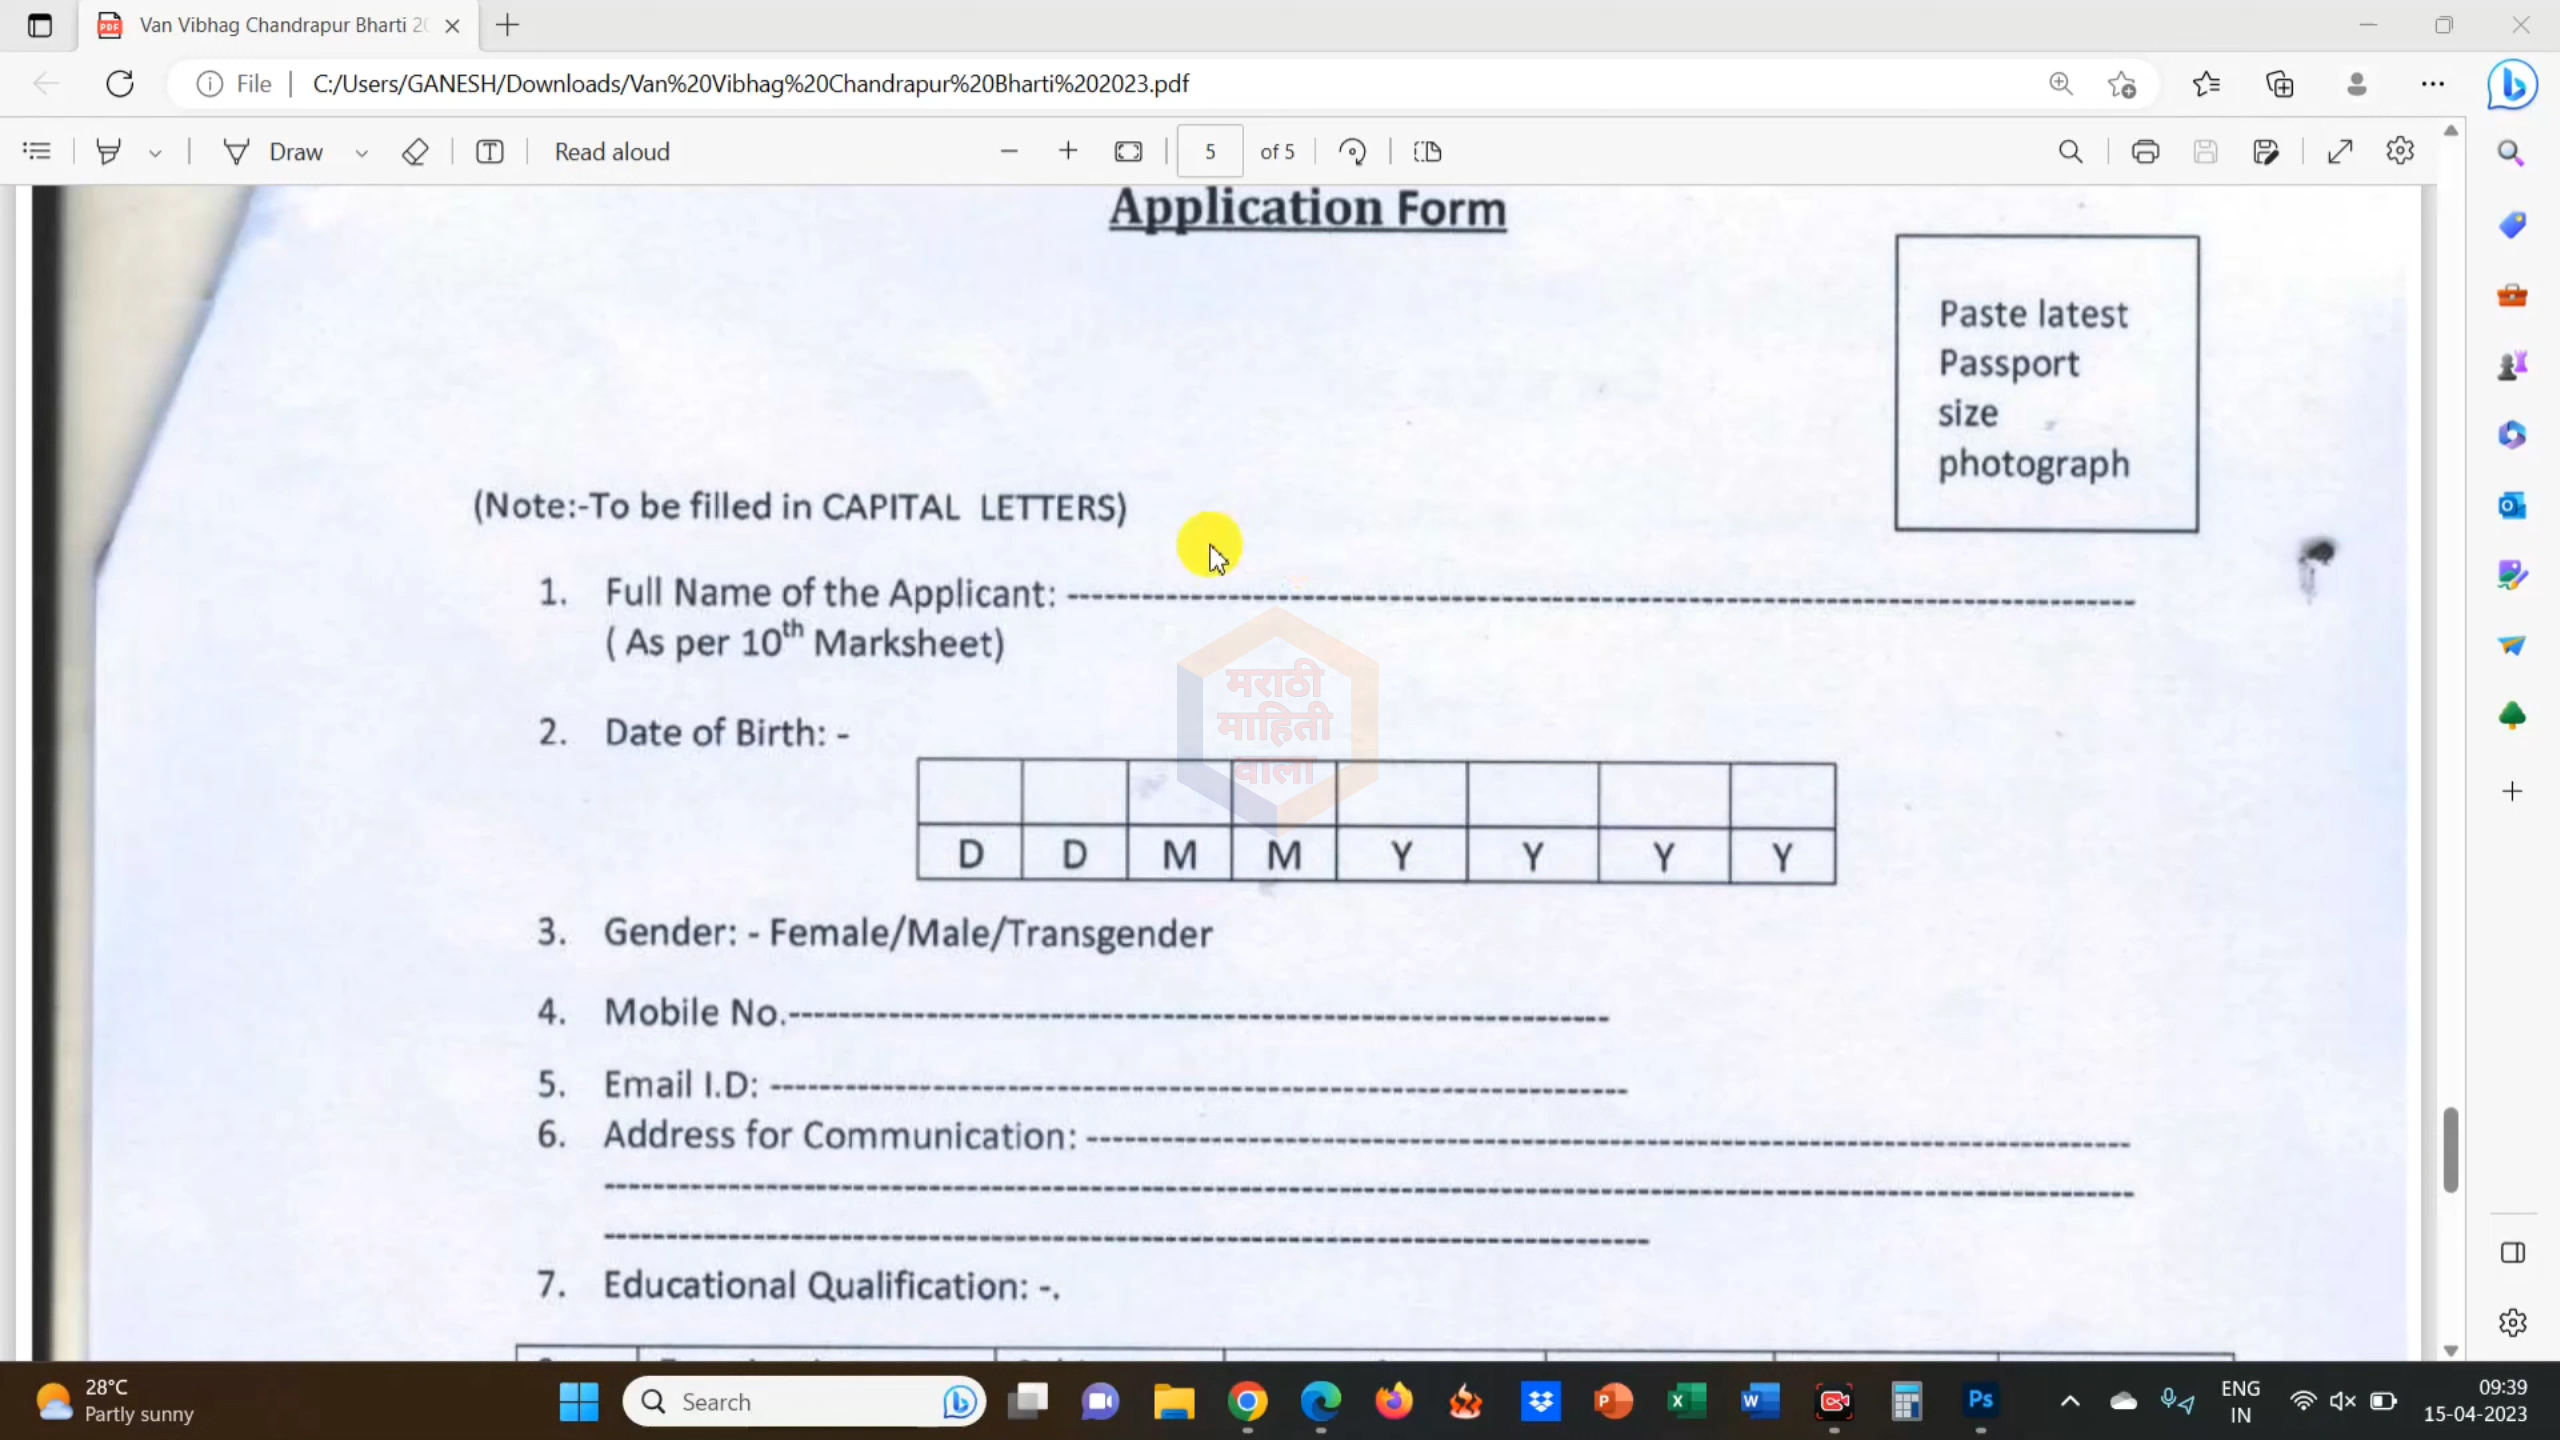 Van Vibhag Chandrapur Bharti 20
File
C:/Users/GANESH/Downloads/Van%20Vibhag%20Chandrapur%20Bharti%202023.pdf
Draw
Read aloud
5 of 5
Application Form
Paste latest
Passport
size
photograph
(Note:-To be filled in CAPITAL LETTERS)
1. Full Name of the Applicant: ---
( As per 10th Marksheet)
मराठी
माहिती
वाला
2. Date of Birth: -
D D M M Y Y Y Y
3. Gender: - Female/Male/Transgender
4. Mobile No.---
5. Email I.D: ---
6. Address for Communication: ---
7. Educational Qualification: -.
28°C
Partly sunny
Search
ENG
IN
09:39
15-04-2023